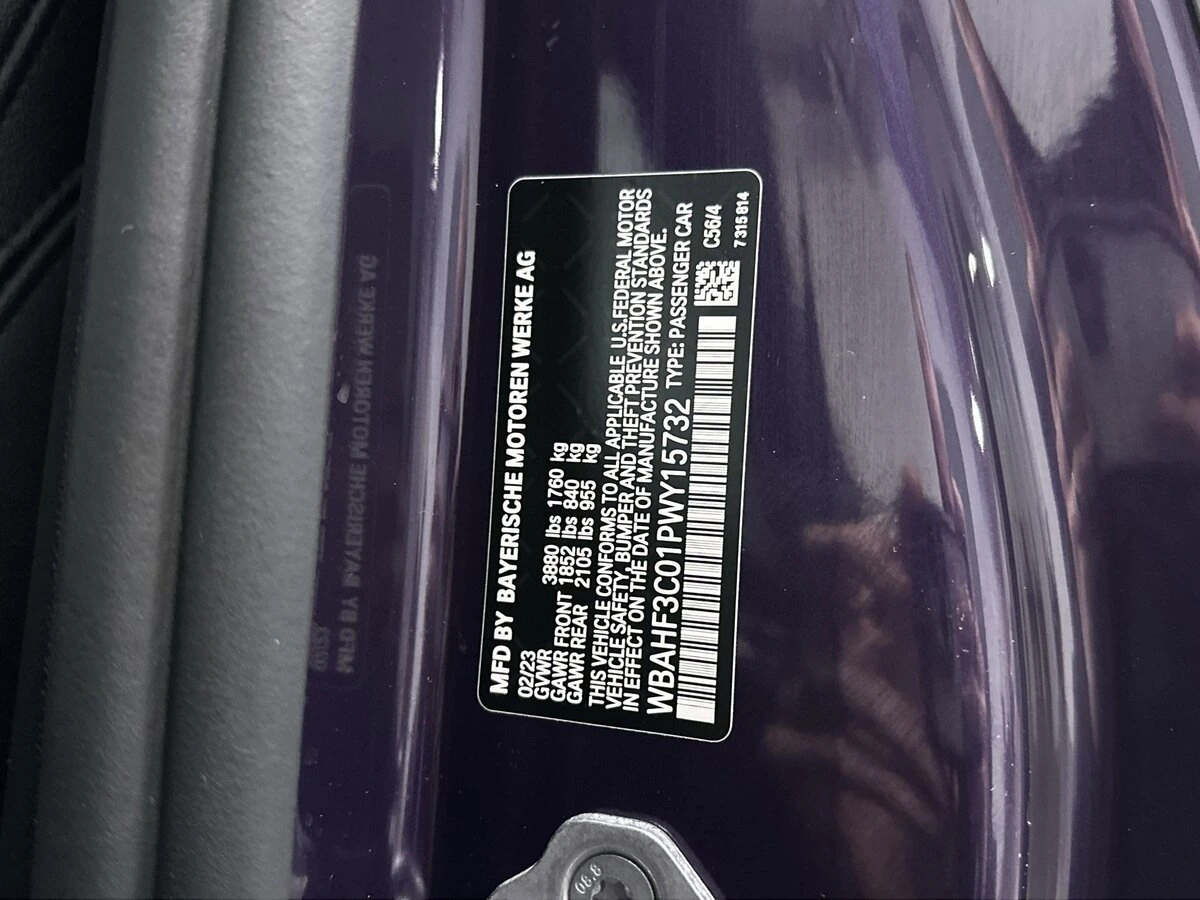 MFD BY BAYERISCHE MOTOREN WERKE AG
02/23
GVWR 3880 lbs 1760 kg
GAWR FRONT 1852 lbs 840 kg
GAWR REAR 2105 lbs 955 kg
THIS VEHICLE CONFORMS TO ALL APPLICABLE U.S.FEDERAL MOTOR
VEHICLE SAFETY, BUMPER AND THEFT PREVENTION STANDARDS
IN EFFECT ON THE DATE OF MANUFACTURE SHOWN ABOVE.
WBAHF3C01PWY15732 TYPE: PASSENGER CAR
C56/4
7 315 814
08.8